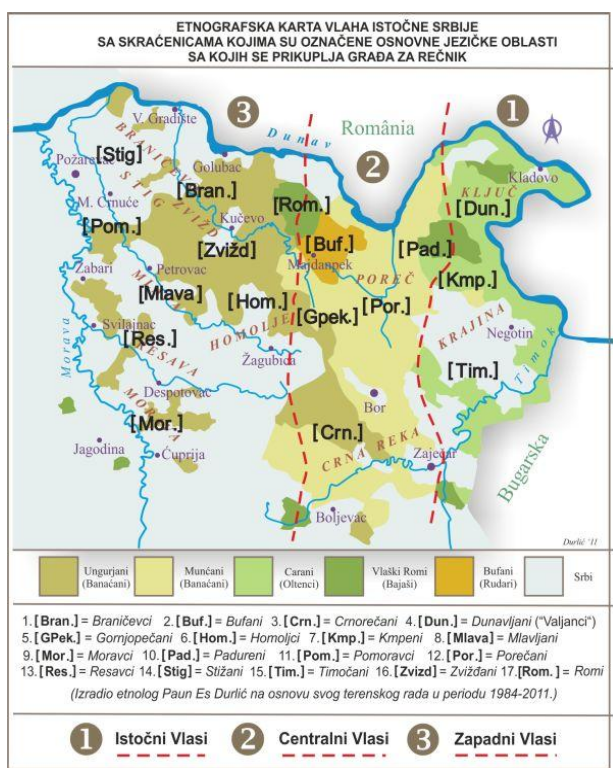 ETNOGRAFSKA KARTA VLAHA ISTOČNE SRBIJE
SA SKRAĆENICAMA KOJIMA SU OZNAČENE OSNOVNE JEZIČKE OBLASTI
SA KOJIH SE PRIKUPLJA GRAĐA ZA REČNIK
3
1
2
Dunav
România
V. Gradište
[Stig]
BRANIČEVO
Požarevac
Golubac
Kladovo
KLJUČ
[Bran.]
STIG
ZVIŽD
M. Crnuće
[Rom.]
[Dun.]
[Pom.]
Kučevo
[Buf.]
[Pad.]
[Zvižd]
Majdanpek
Žabari
Petrovac
POREČ
[Kmp.]
MLAVA
[Mlava]
[Hom.]
[Por.]
[Gpek.]
KRAJINA
Svilajnac
HOMOLJE
Negotin
[Res.]
RESAVA
Žagubica
Timok
Morava
[Tim.]
Despotovac
MORAVA
Bor
[Mor.]
[Crn.]
Jagodina
Ćuprija
CRNA REKA
Zaječar
Bugarska
Boljevac
Durlić '11
Ungurjani
(Banaćani)
Munćani
(Banaćani)
Carani
(Oltenci)
Vlaški Romi
(Bajaši)
Bufani
(Rudari)
Srbi
1. [Bran.] = Braničevci 2. [Buf.] = Bufani 3. [Crn.] = Crnorečani 4. [Dun.] = Dunavljani ("Valjanci")
5. [GPek.] = Gornjopečani 6. [Hom.] = Homoljci 7. [Kmp.] = Kmpeni 8. [Mlava] = Mlavljani
9. [Mor.] = Moravci 10. [Pad.] = Padureni 11. [Pom.] = Pomoravci 12. [Por.] = Porečani
13. [Res.] = Resavci 14. [Stig] = Stižani 15. [Tim.] = Timočani 16. [Zvizd] = Zvižđani 17. [Rom.] = Romi
(Izradio etnolog Paun Es Durlić na osnovu svog terenskog rada u periodu 1984-2011.)
1 Istočni Vlasi 2 Centralni Vlasi 3 Zapadni Vlasi